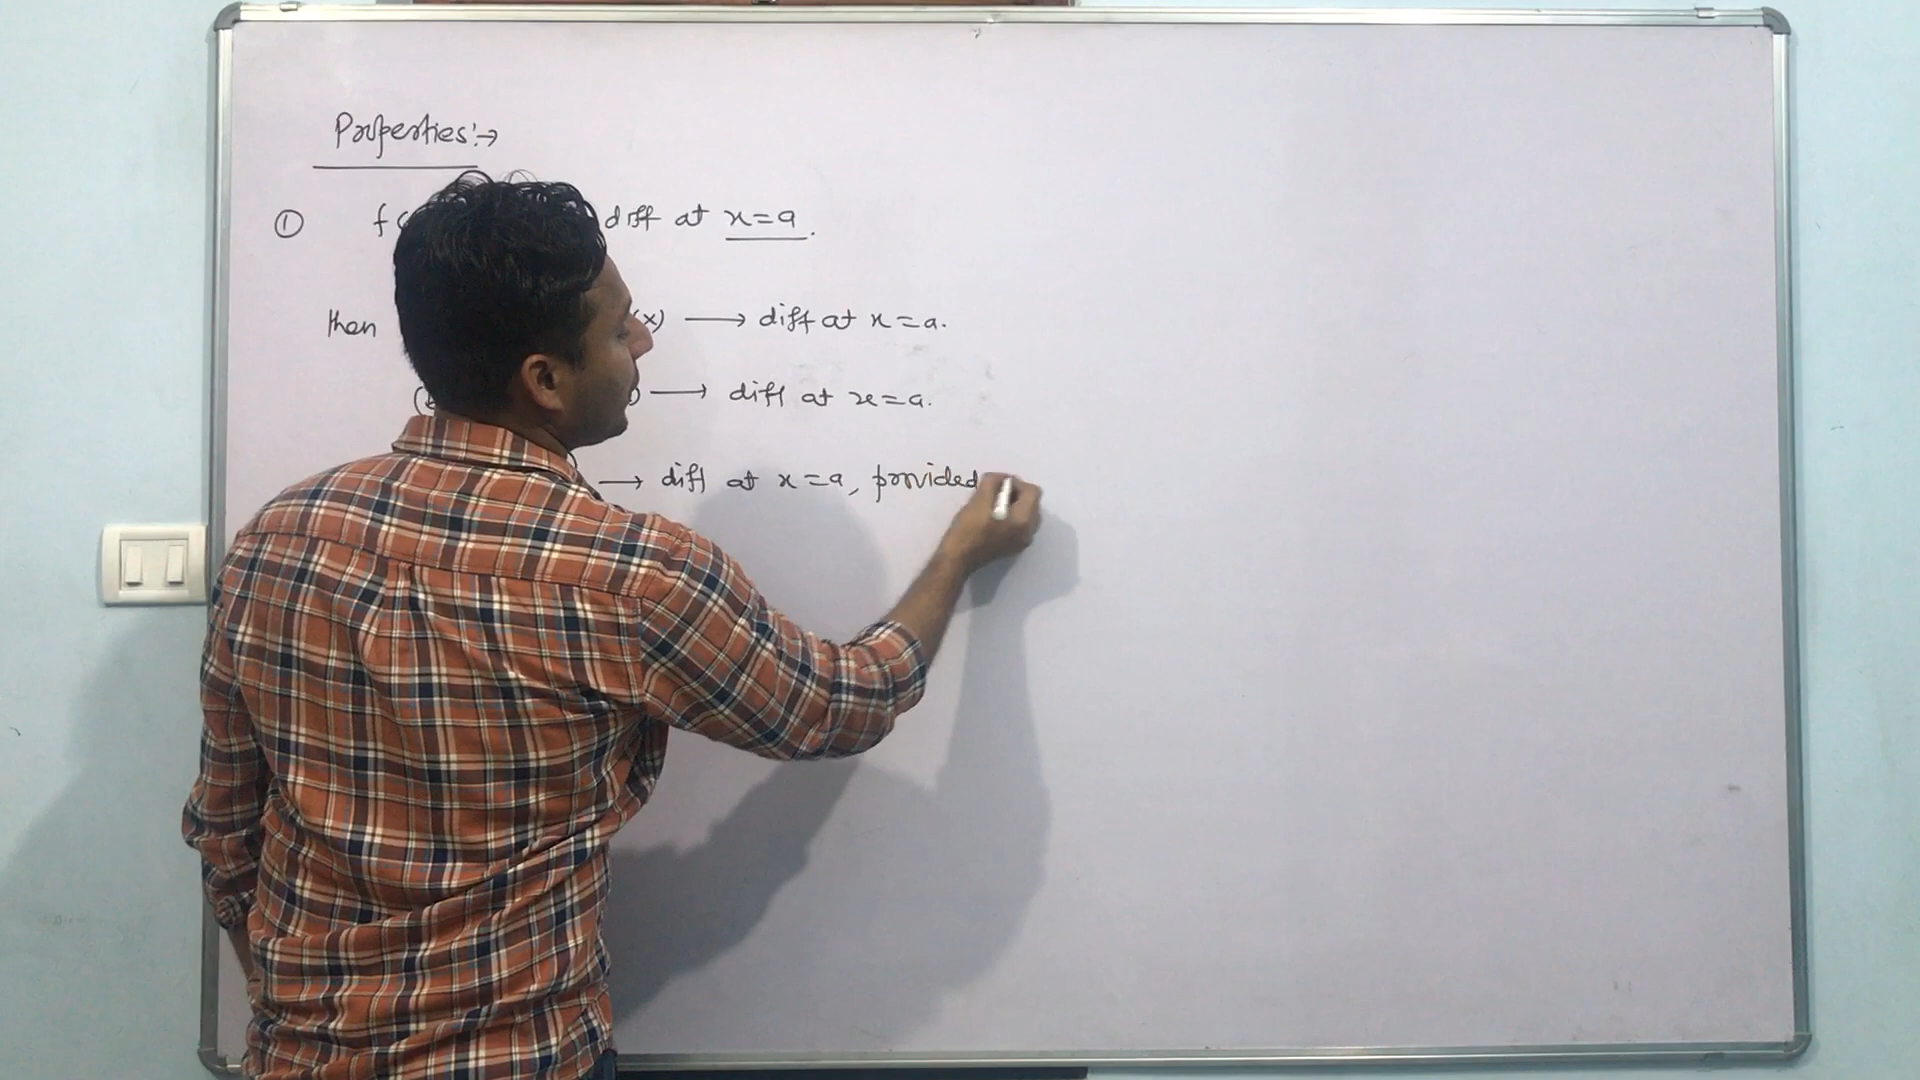 Properties:→
① f diff at x=a.
then (x) → diff at x=a.
( ) → diff at x=a.
→ diff at x=a, provided